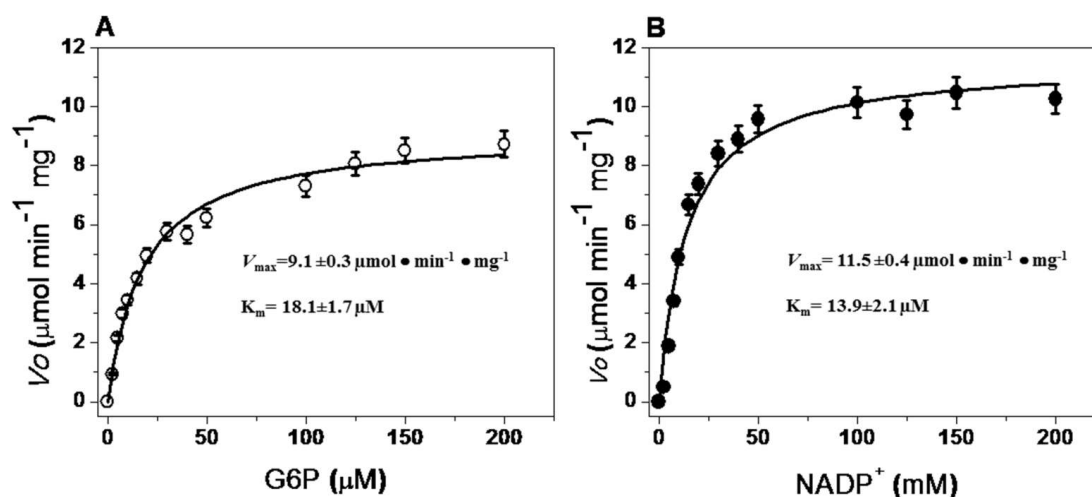 A
12
10
8
6
4
2
0
Vo (μmol min⁻¹ mg⁻¹)
Vmax=9.1±0.3 μmol ● min⁻¹ ● mg⁻¹
Km= 18.1±1.7 μM
0 50 100 150 200
G6P (μM)
B
12
10
8
6
4
2
0
Vo (μmol min⁻¹ mg⁻¹)
Vmax= 11.5±0.4 μmol ● min⁻¹ ● mg⁻¹
Km= 13.9±2.1 μM
0 50 100 150 200
NADP⁺ (mM)